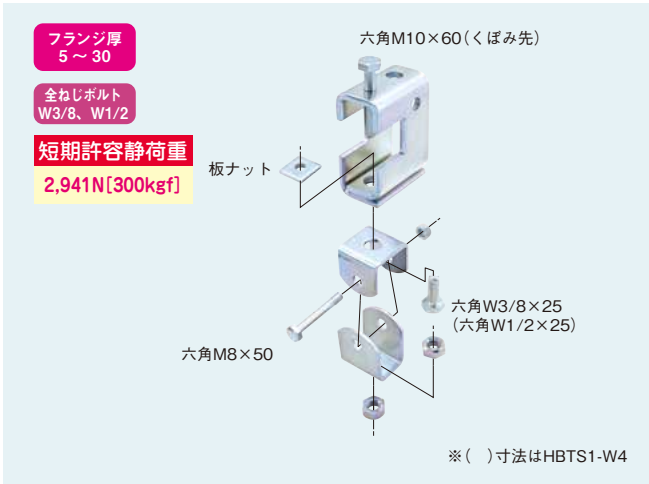 フランジ厚
5～30
全ねじボルト
W3/8、W1/2
短期許容静荷重
2,941N[300kgf]
六角M10×60(くぼみ先)
板ナット
六角W3/8×25
(六角W1/2×25)
六角M8×50
※(　)寸法はHBTS1-W4